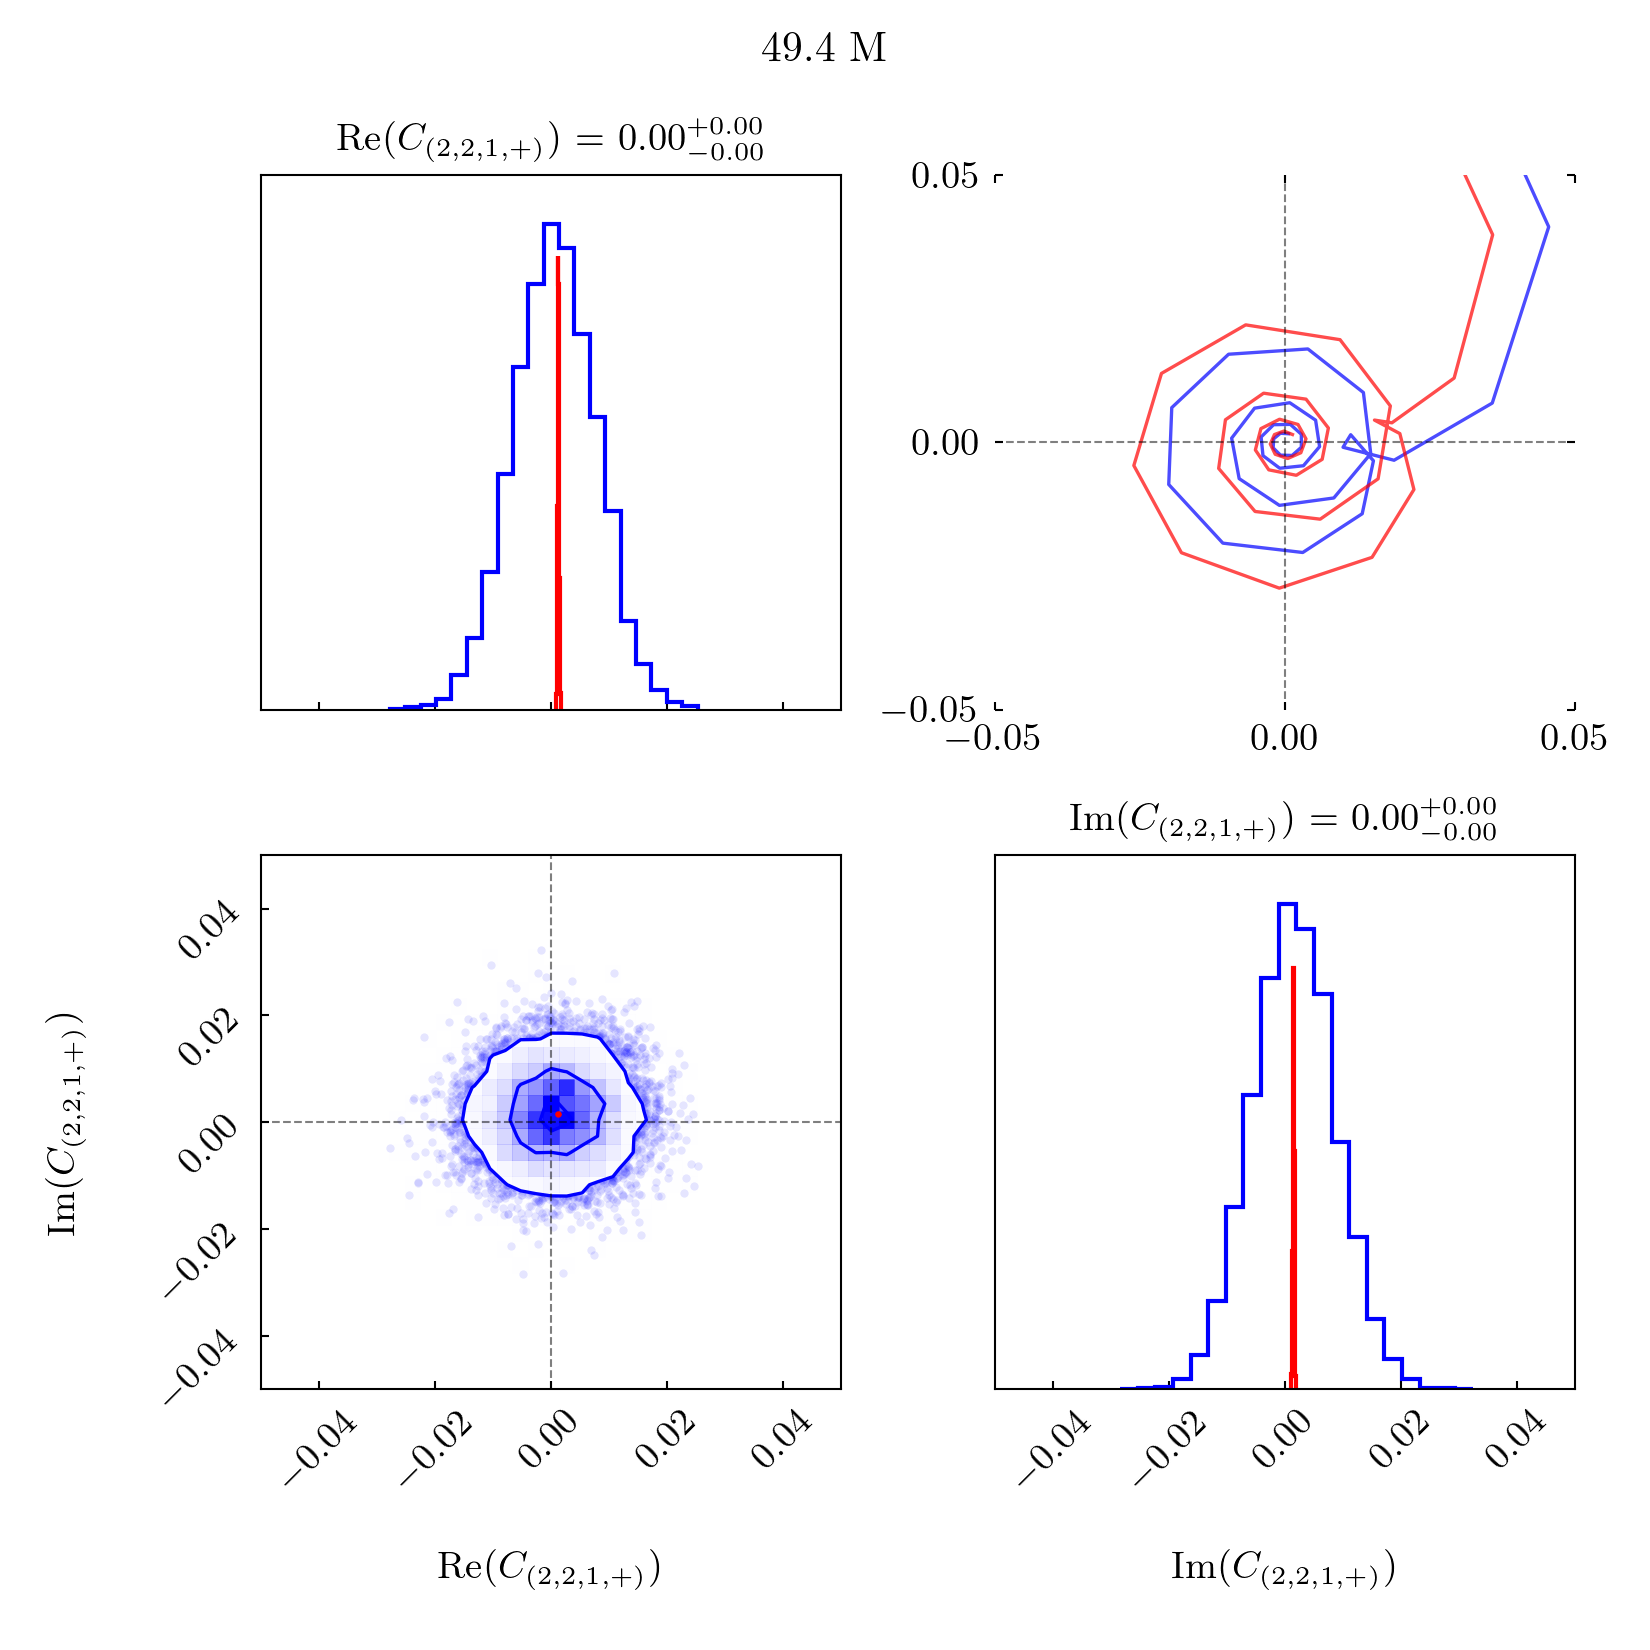 49.4 M
Re(C₍₂,₂,₁,₊₎) = 0.00⁺⁰·⁰⁰₋₀.₀₀
0.05
0.00
−0.05
−0.05 0.00 0.05
Im(C₍₂,₂,₁,₊₎) = 0.00⁺⁰·⁰⁰₋₀.₀₀
Im(C₍₂,₂,₁,₊₎)
0.04
0.02
0.00
−0.02
−0.04
−0.04 −0.02 0.00 0.02 0.04
−0.04 −0.02 0.00 0.02 0.04
Re(C₍₂,₂,₁,₊₎)
Im(C₍₂,₂,₁,₊₎)